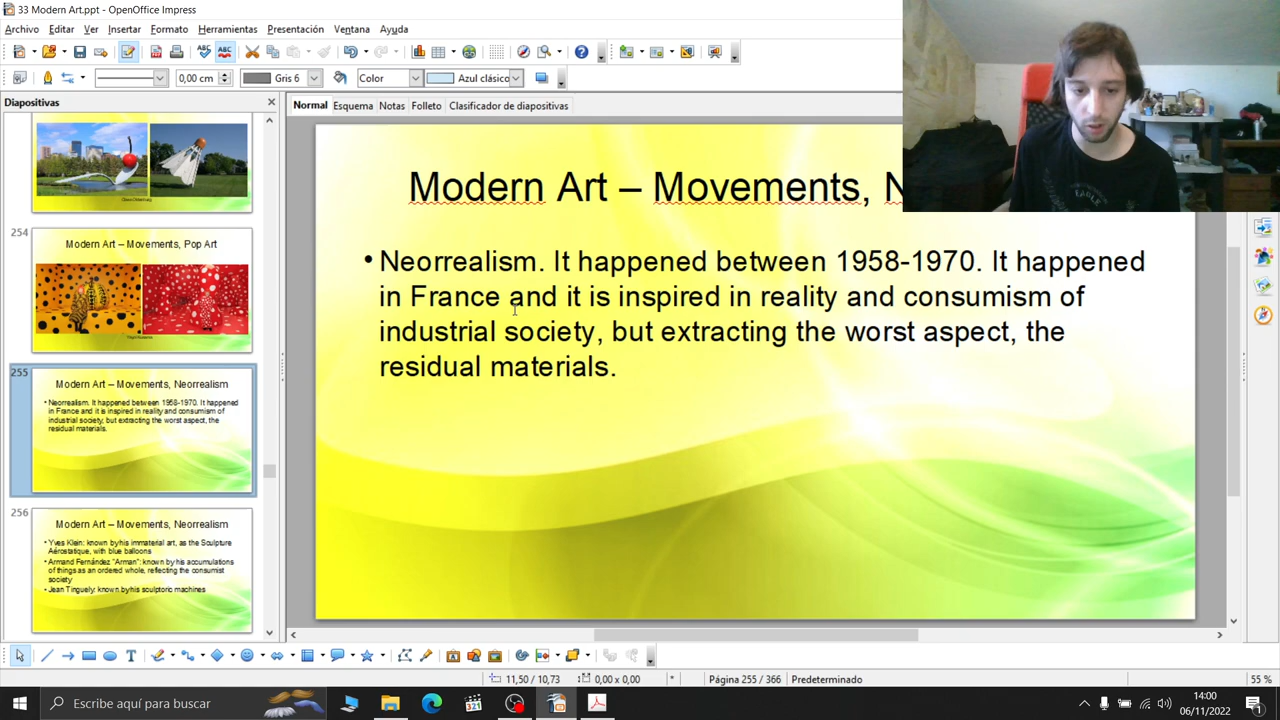 33 Modern Art.ppt - OpenOffice Impress
Archivo Editar Ver Insertar Formato Herramientas Presentación Ventana Ayuda
0,00 cm Gris 6 Color Azul clásico
Diapositivas
Normal Esquema Notas Folleto Clasificador de diapositivas
254
Modern Art – Movements, Pop Art
255
Modern Art – Movements, Neorrealism
Neorrealism. It happened between 1958-1970. It happened
in France and it is inspired in reality and consumism of
industrial society, but extracting the worst aspect, the
residual materials.
256
Modern Art – Movements, Neorrealism
Yves Klein: known by his immaterial art, as the Sculpture
Aérostatique, with blue balloons
Armand Fernández "Arman": known by his accumulations
of things as an ordered whole, reflecting the consumist
society
Jean Tinguely: known by his sculptoric machines
Modern Art – Movements, N
• Neorrealism. It happened between 1958-1970. It happened
in France and it is inspired in reality and consumism of
industrial society, but extracting the worst aspect, the
residual materials.
EAGLE
11,50 / 10,73 0,00 x 0,00 * Página 255 / 366 Predeterminado 55 %
Escribe aquí para buscar
14:00
06/11/2022